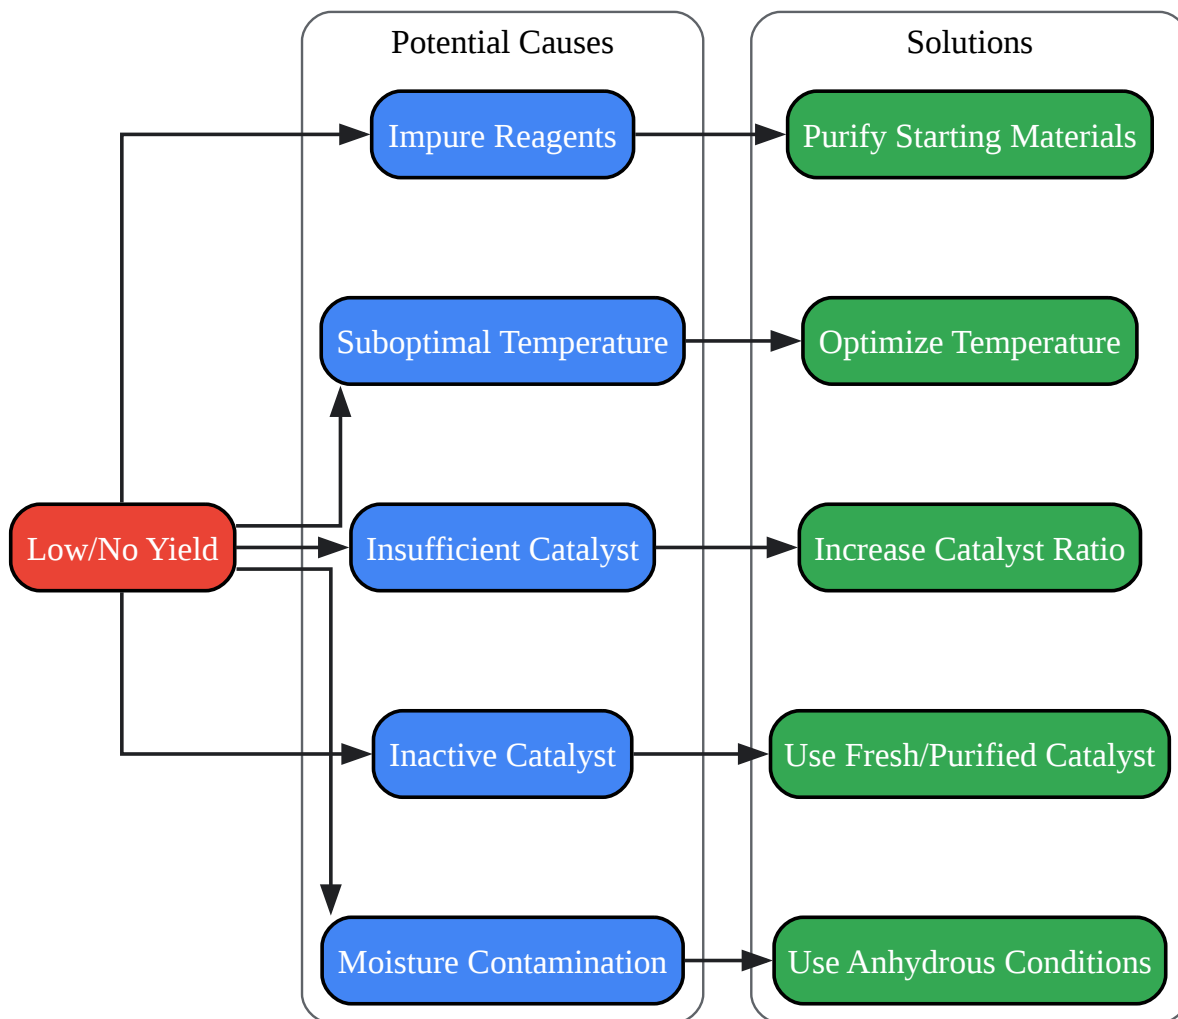 Potential Causes
Solutions
Impure Reagents
Purify Starting Materials
Suboptimal Temperature
Optimize Temperature
Low/No Yield
Insufficient Catalyst
Increase Catalyst Ratio
Inactive Catalyst
Use Fresh/Purified Catalyst
Moisture Contamination
Use Anhydrous Conditions